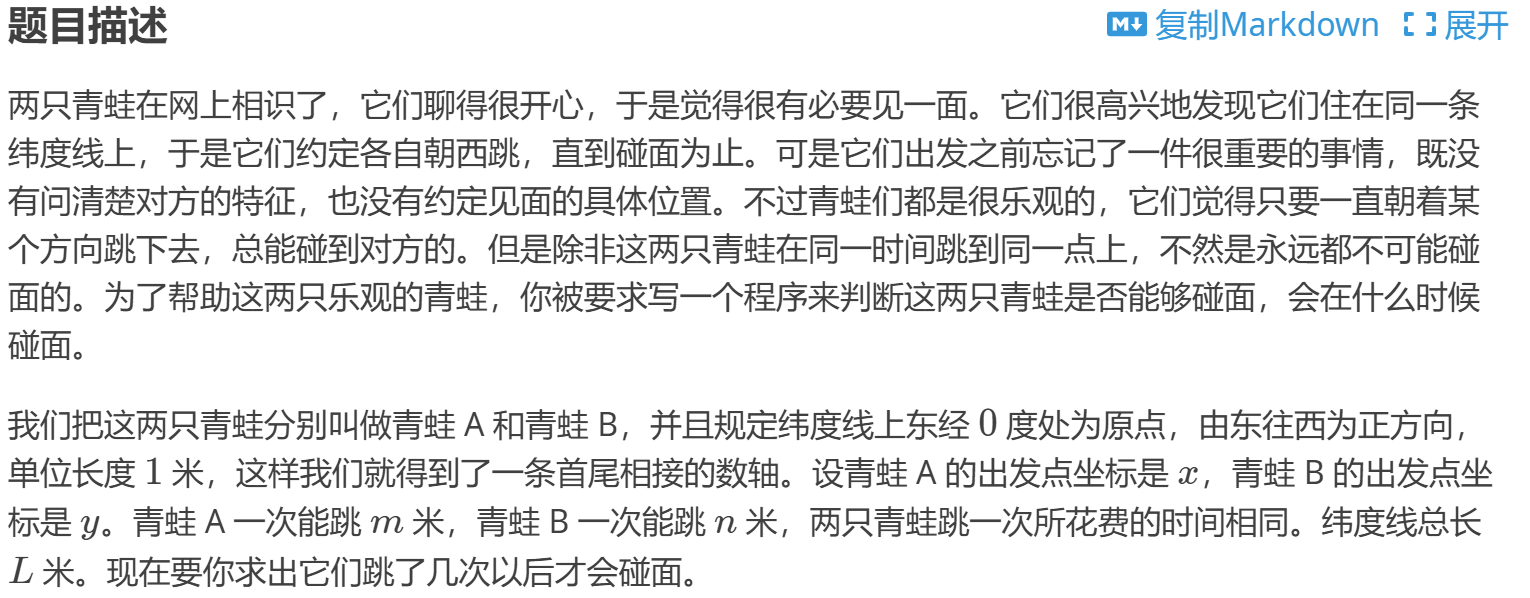 题目描述
复制Markdown 展开
两只青蛙在网上相识了，它们聊得很开心，于是觉得很有必要见一面。它们很高兴地发现它们住在同一条
纬度线上，于是它们约定各自朝西跳，直到碰面为止。可是它们出发之前忘记了一件很重要的事情，既没
有问清楚对方的特征，也没有约定见面的具体位置。不过青蛙们都是很乐观的，它们觉得只要一直朝着某
个方向跳下去，总能碰到对方的。但是除非这两只青蛙在同一时间跳到同一点上，不然是永远都不可能碰
面的。为了帮助这两只乐观的青蛙，你被要求写一个程序来判断这两只青蛙是否能够碰面，会在什么时候
碰面。
我们把这两只青蛙分别叫做青蛙 A 和青蛙 B，并且规定纬度线上东经 0 度处为原点，由东往西为正方向，
单位长度 1 米，这样我们就得到了一条首尾相接的数轴。设青蛙 A 的出发点坐标是 x，青蛙 B 的出发点坐
标是 y。青蛙 A 一次能跳 m 米，青蛙 B 一次能跳 n 米，两只青蛙跳一次所花费的时间相同。纬度线总长
L 米。现在要你求出它们跳了几次以后才会碰面。